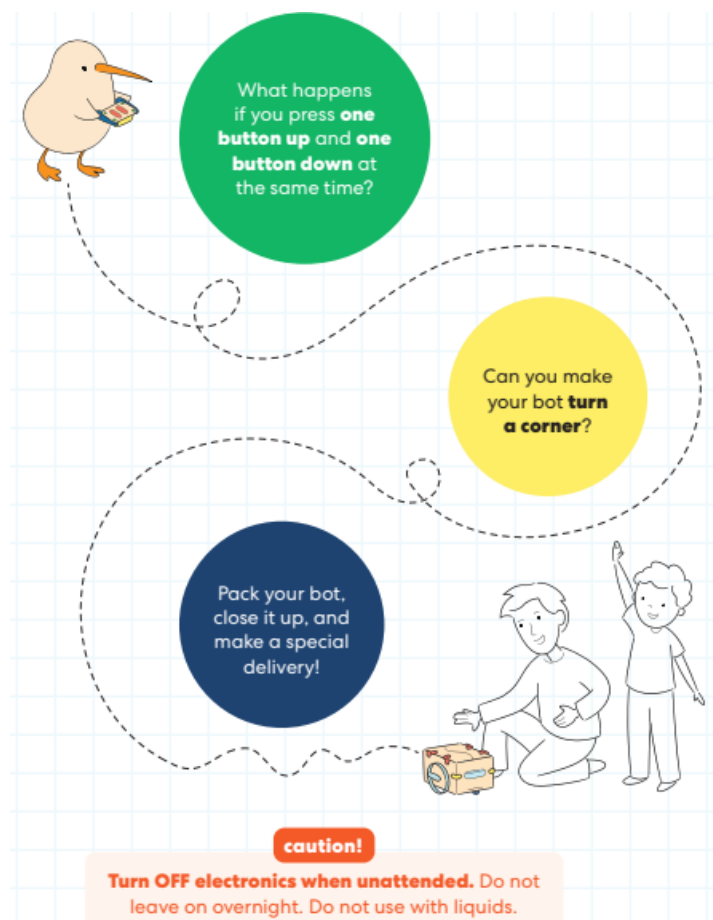 What happens
if you press one
button up and one
button down at
the same time?
Can you make
your bot turn
a corner?
Pack your bot,
close it up, and
make a special
delivery!
caution!
Turn OFF electronics when unattended. Do not
leave on overnight. Do not use with liquids.